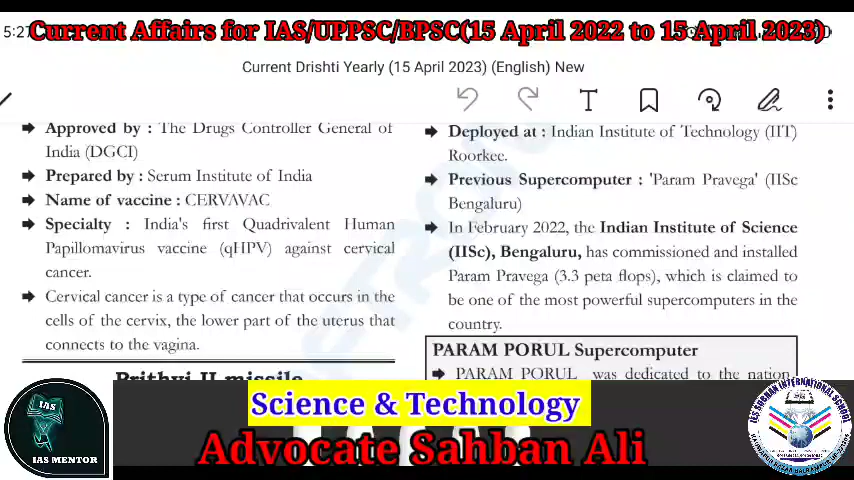 Current Affairs for IAS/UPPSC/BPSC(15 April 2022 to 15 April 2023)
5:27
Current Drishti Yearly (15 April 2023) (English) New
Approved by : The Drugs Controller General of
India (DGCI)
Prepared by : Serum Institute of India
Name of vaccine : CERVAVAC
Specialty : India's first Quadrivalent Human
Papillomavirus vaccine (qHPV) against cervical
cancer.
Cervical cancer is a type of cancer that occurs in the
cells of the cervix, the lower part of the uterus that
connects to the vagina.
Prithvi II missile
Deployed at : Indian Institute of Technology (IIT)
Roorkee.
Previous Supercomputer : 'Param Pravega' (IISc
Bengaluru)
In February 2022, the Indian Institute of Science
(IISc), Bengaluru, has commissioned and installed
Param Pravega (3.3 peta flops), which is claimed to
be one of the most powerful supercomputers in the
country.
PARAM PORUL Supercomputer
PARAM PORUL was dedicated to the nation
Science & Technology
Advocate Sahban Ali
IAS
IAS MENTOR